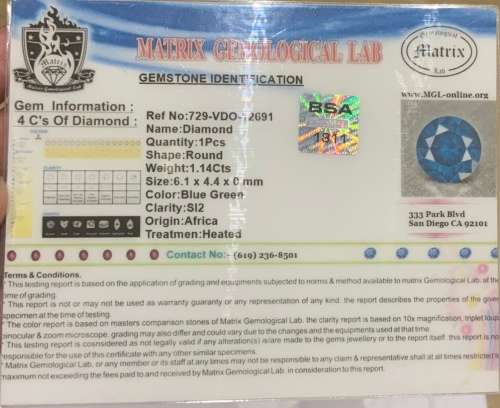 MATRIX GEMOLOGICAL LAB
GEMSTONE IDENTIFICATION
Gemological
Matrix
Lab
www.MGL-online.org
Gem Information :
4 C's Of Diamond :
Ref No:729-VDO-12691
Name:Diamond
Quantity:1Pcs
Shape:Round
Weight:1.14Cts
Size:6.1 x 4.4 x 0 mm
Color:Blue Green
Clarity:SI2
Origin:Africa
Treatmen:Heated
BSA
1811
CLARITY
333 Park Blvd
San Diego CA 92101
Contact No:- (619) 236-8501
Terms & Conditions.
* This testing report is based on the application of grading and equipments subjected to norms & method available to matrix Gemological Lab. at the
time of grading.
* This report is not or may not be used as warranty guaranty or any representation of any kind. the report describes the properties of the given
specimen at the time of testing.
* The color report is based on masters comparison stones of Matrix Gemological Lab. the clarity report is based on 10x magnification, triplet loupe
binocular & zoom microscope. grading may also differ and could vary due to the changes and the equipments used at that time.
* This testing report is cosnsidered as not legally valid if any alteration(s) is/are made to the gems jewellery or to the report itself. this report is not
responsible for the use of this certificate with any other similar specimens.
* Matrix Gemological Lab, or any member or its staff at any times may not be responsible to any claim & representative shall at all times restricted to
maximum not exceeding the fees paid to and received by Matrix Gemological Lab. in consideration to this report.